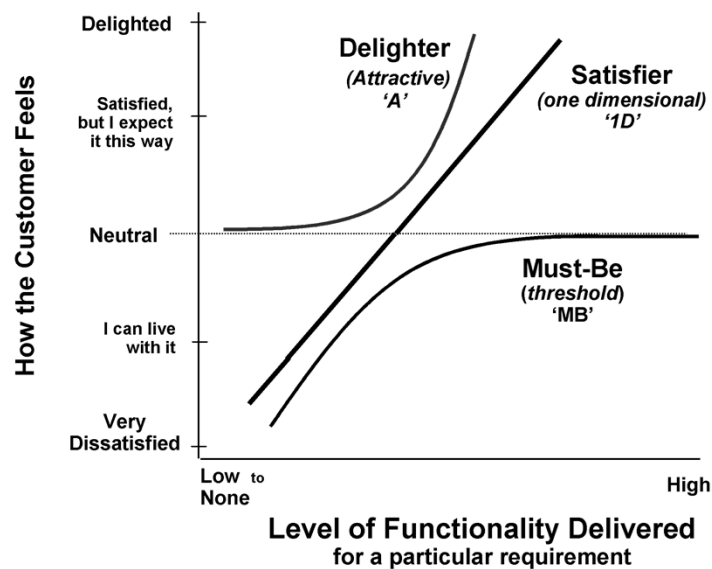 Delighted
Delighter
(Attractive)
'A'
Satisfier
(one dimensional)
'1D'
Satisfied,
but I expect
it this way
How the Customer Feels
Neutral
Must-Be
(threshold)
'MB'
I can live
with it
Very
Dissatisfied
Low to
None
High
Level of Functionality Delivered
for a particular requirement